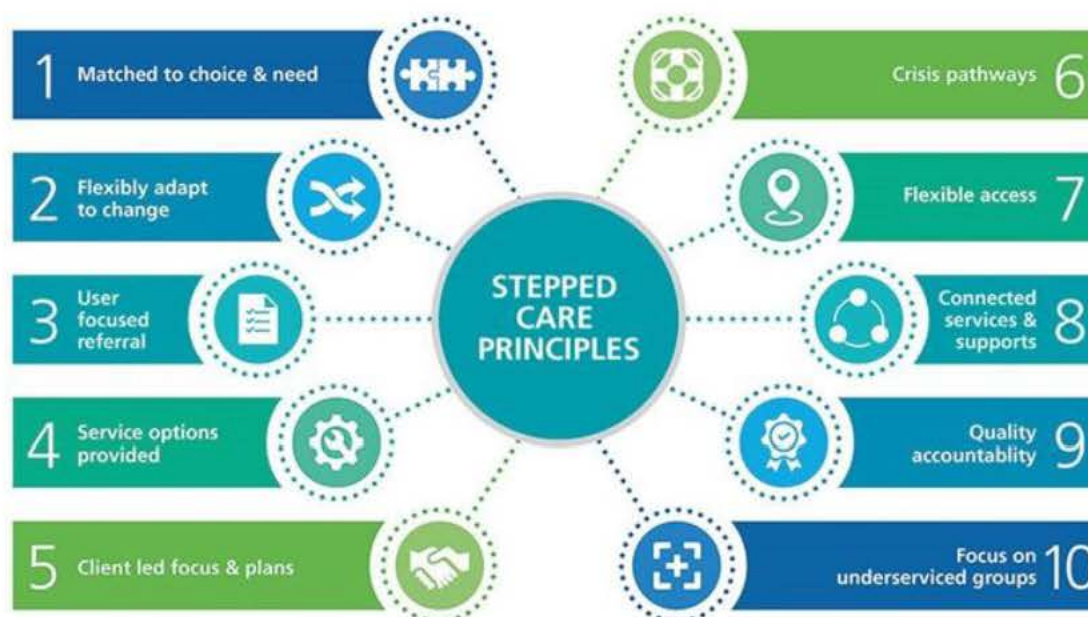 1 Matched to choice & need
2 Flexibly adapt
to change
3 User
focused
referral
4 Service options
provided
5 Client led focus & plans
STEPPED
CARE
PRINCIPLES
Crisis pathways 6
Flexible access 7
Connected
services &
supports 8
Quality
accountablity 9
Focus on
underserviced groups 10